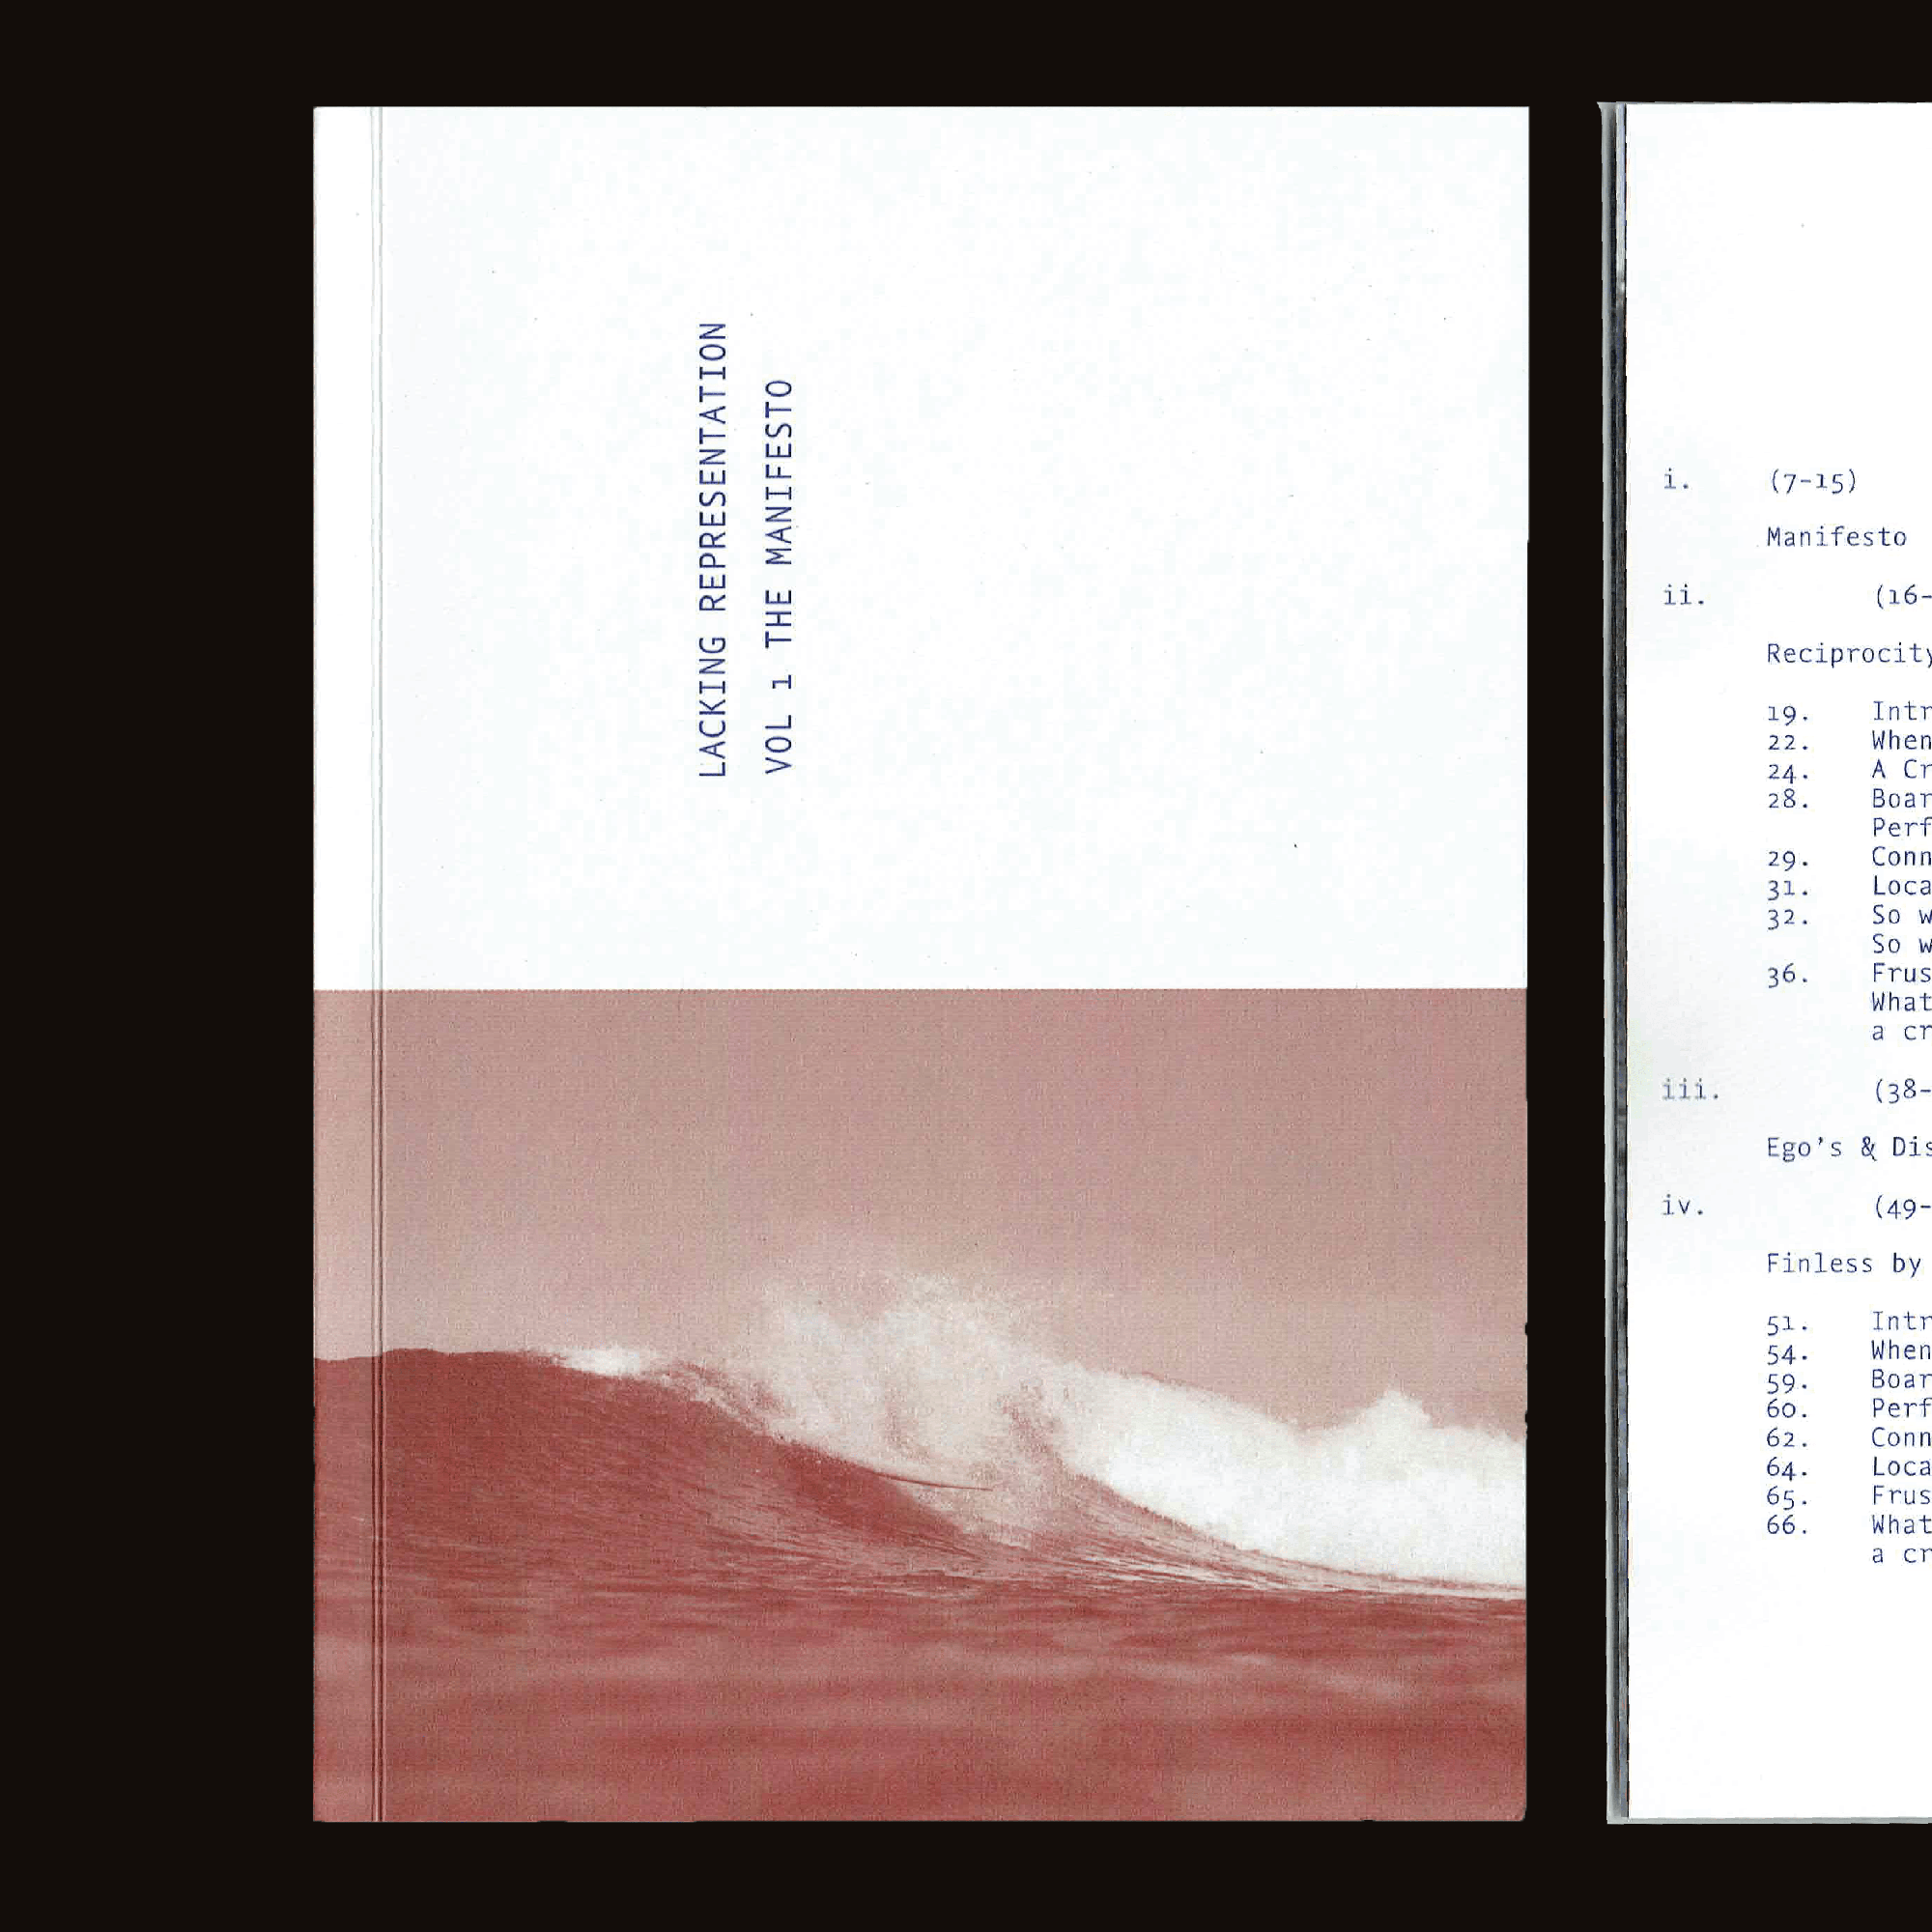 LACKING REPRESENTATION
VOL 1 THE MANIFESTO
i. (7-15)
Manifesto
ii. (16-
Reciprocity
19. Intr
22. When
24. A Cr
28. Boar
Perf
29. Conn
31. Loca
32. So w
So w
36. Frus
What
a cr
iii. (38-
Ego's & Dis
iv. (49-
Finless by
51. Intr
54. When
59. Boar
60. Perf
62. Conn
64. Loca
65. Frus
66. What
a cr